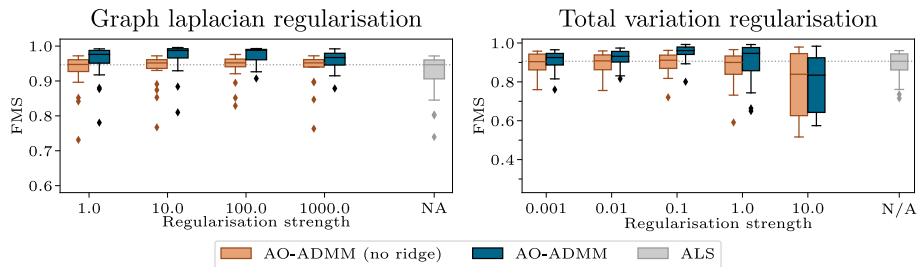 Graph laplacian regularisation
1.0
0.9
0.8
0.7
0.6
FMS
1.0
10.0
100.0
1000.0
NA
Regularisation strength
Total variation regularisation
1.0
0.8
0.6
0.4
FMS
0.001
0.01
0.1
1.0
10.0
N/A
Regularisation strength
AO-ADMM (no ridge)
AO-ADMM
ALS